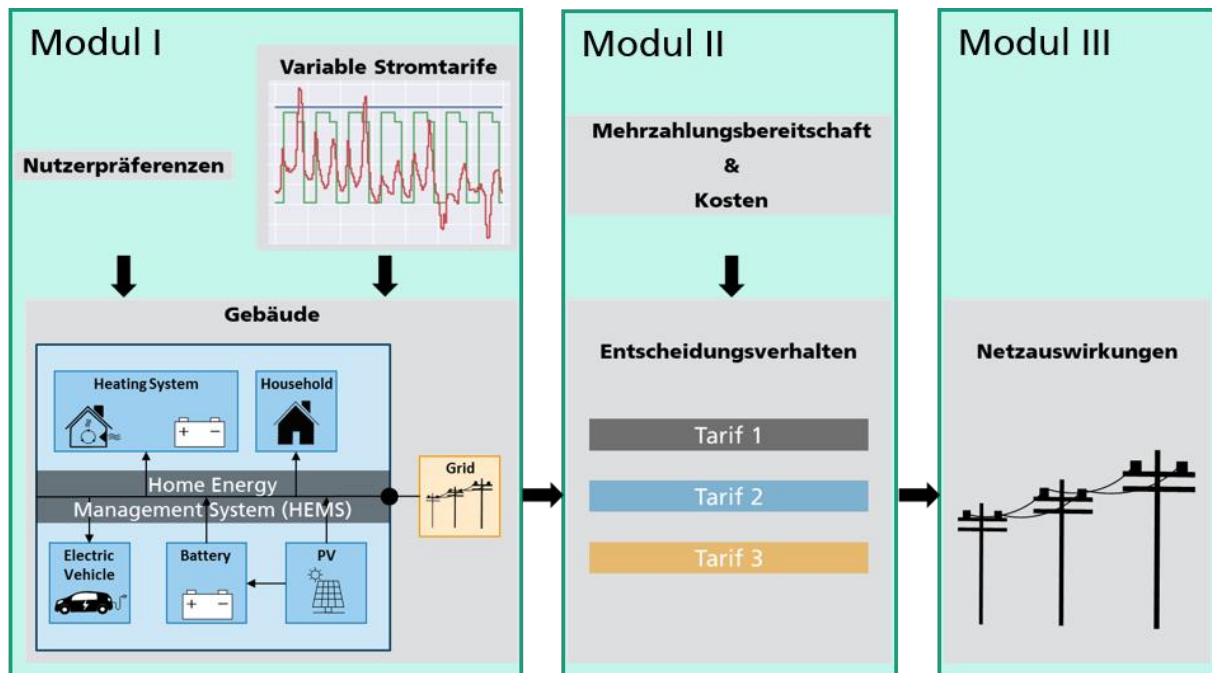 Modul I
Variable Stromtarife
Nutzerpräferenzen
Gebäude
Heating System
Household
Home Energy
Management System (HEMS)
Grid
Electric
Vehicle
Battery
PV
Modul II
Mehrzahlungsbereitschaft
&
Kosten
Entscheidungsverhalten
Tarif 1
Tarif 2
Tarif 3
Modul III
Netzauswirkungen